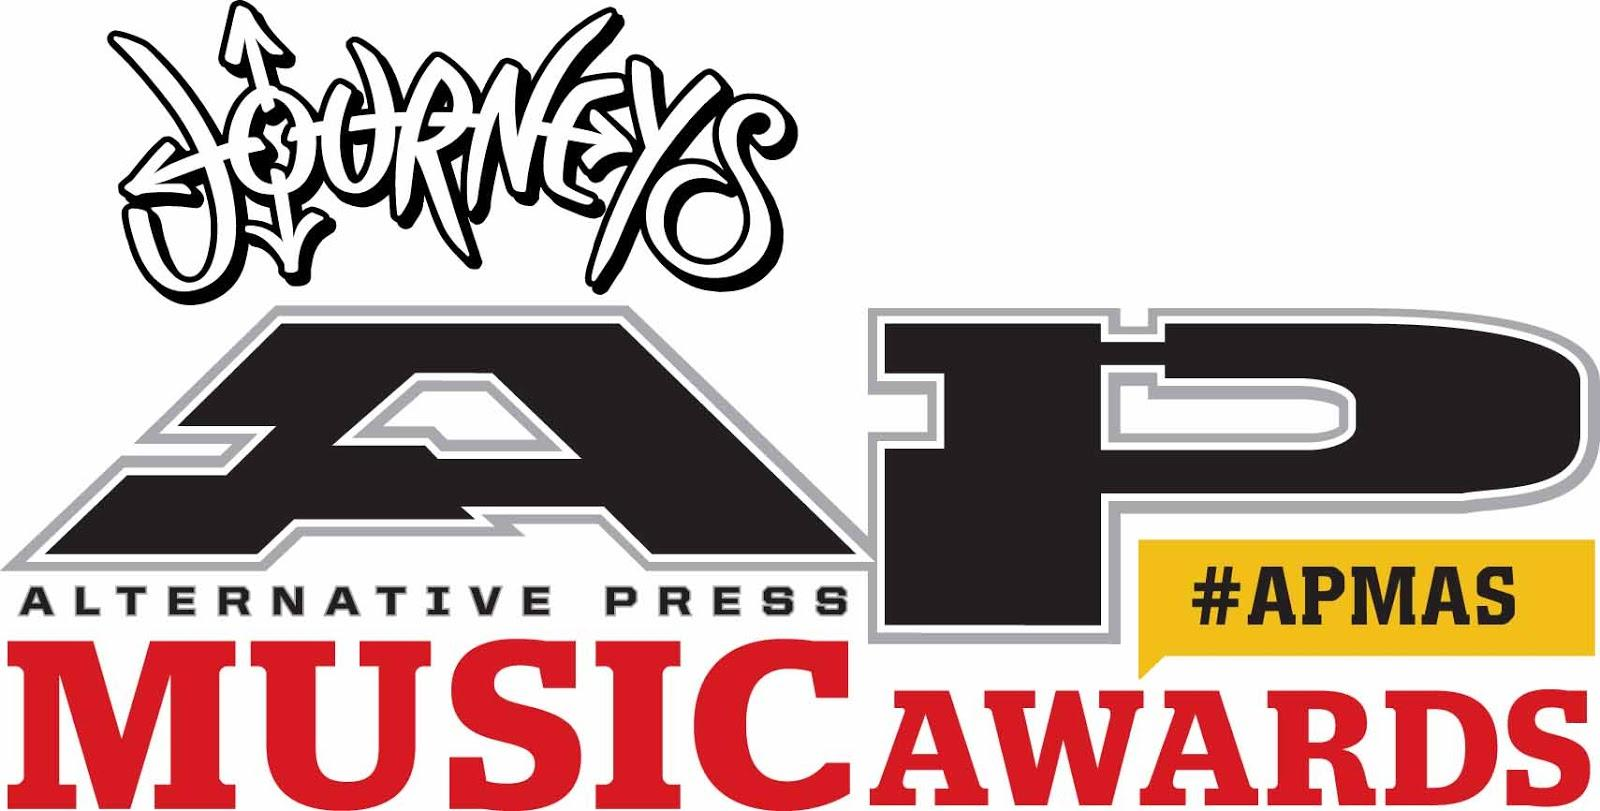 JOURNEYS
AP
#APMAS
ALTERNATIVE PRESS
MUSIC AWARDS